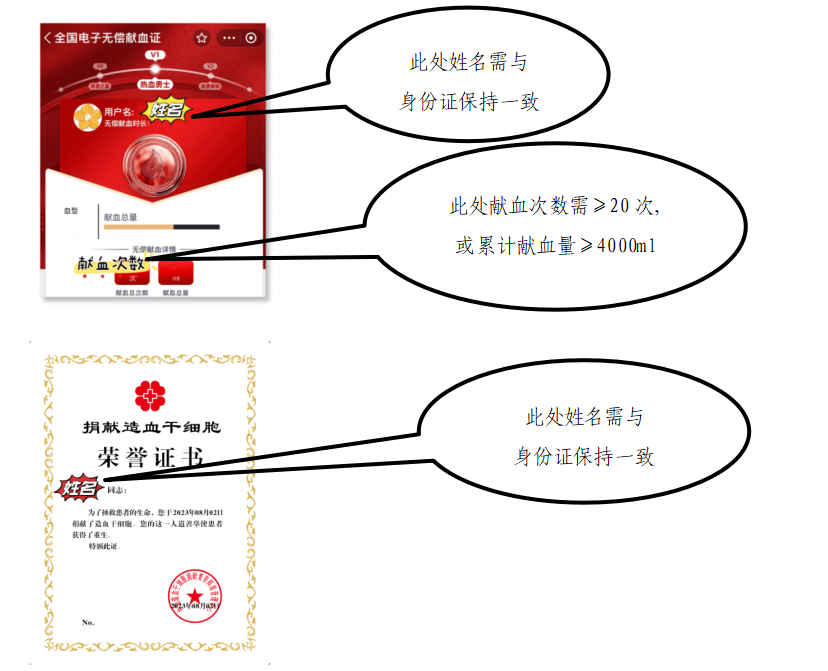 全国电子无偿献血证
V1
热血勇士
用户名:
姓名
无偿献血时长:
血型
献血总量
无偿献血详情
献血次数
次
ml
献血总次数
献血总量
此处姓名需与
身份证保持一致
此处献血次数需≥20次,
或累计献血量≥4000ml
捐献造血干细胞
荣誉证书
姓名
同志:
为了拯救患者的生命，您于2023年08月02日
捐献了造血干细胞。您的这一人道善举使患者
获得了重生。
特颁此证。
2023年08月02日
No.
此处姓名需与
身份证保持一致